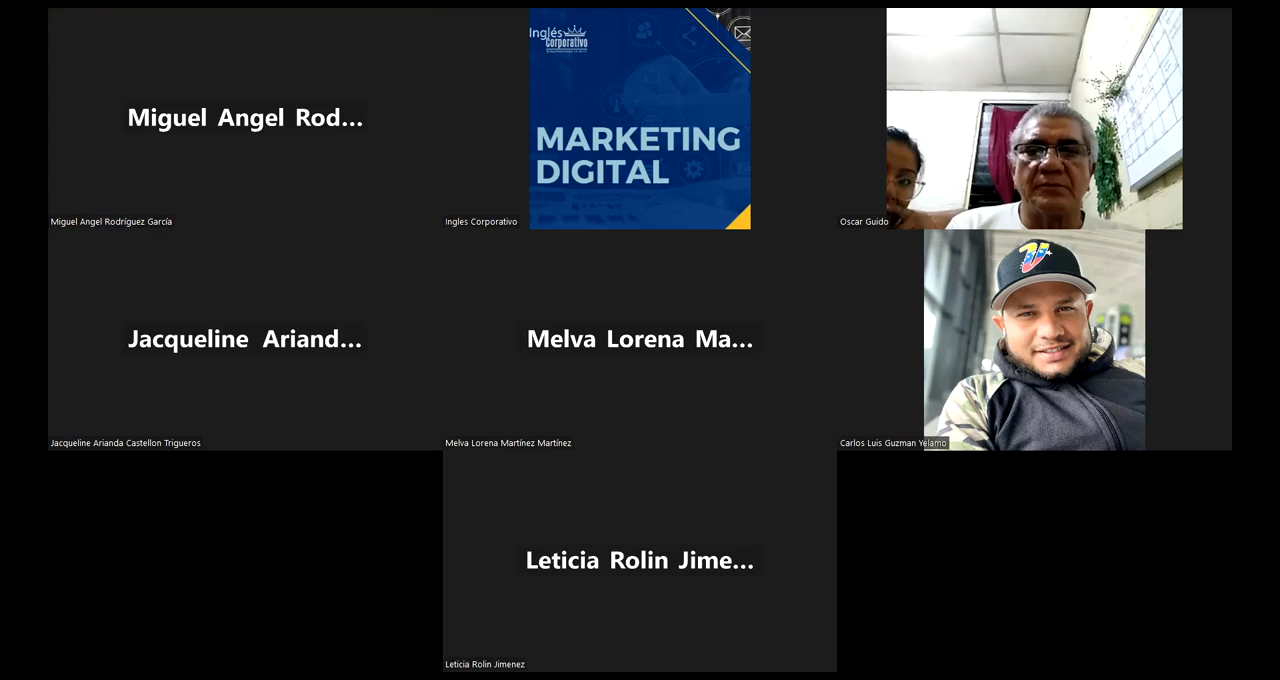 Miguel Angel Rod...
Miguel Angel Rodríguez García
Inglés
Corporativo
MARKETING
DIGITAL
Ingles Corporativo
Oscar Guido
Jacqueline Ariand...
Jacqueline Arianda Castellon Trigueros
Melva Lorena Ma...
Melva Lorena Martínez Martínez
Carlos Luis Guzman Yelamo
Leticia Rolin Jime...
Leticia Rolin Jimenez